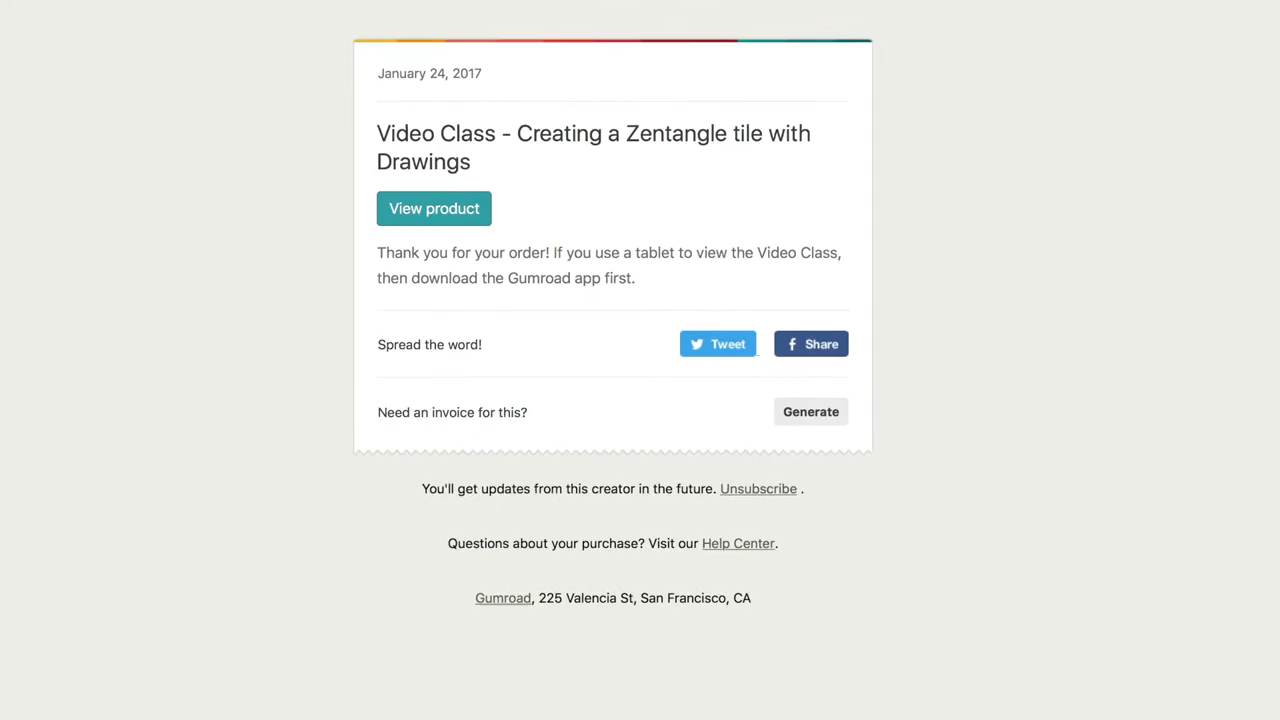 January 24, 2017
Video Class - Creating a Zentangle tile with
Drawings
View product
Thank you for your order! If you use a tablet to view the Video Class,
then download the Gumroad app first.
Spread the word!
Tweet
Share
Need an invoice for this?
Generate
You'll get updates from this creator in the future. Unsubscribe .
Questions about your purchase? Visit our Help Center.
Gumroad, 225 Valencia St, San Francisco, CA